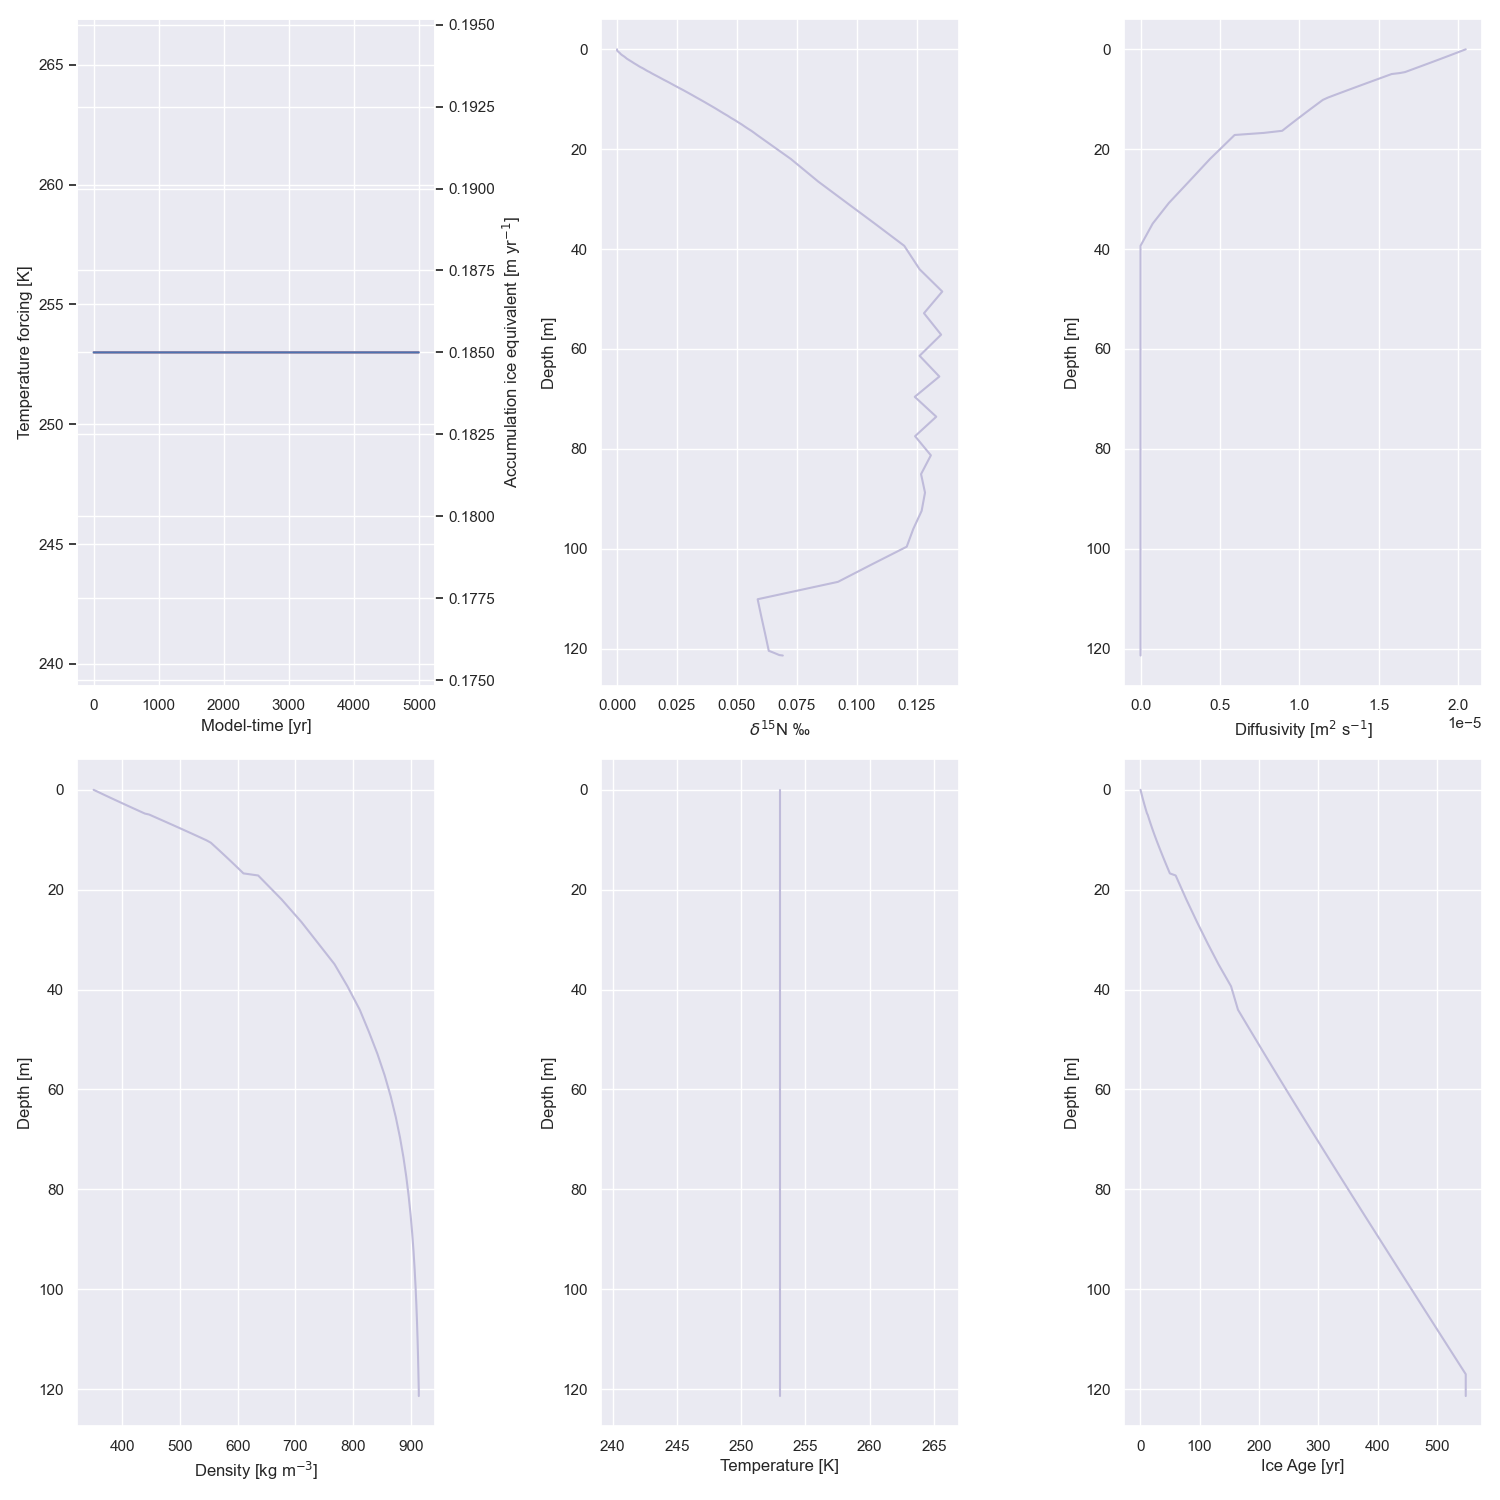 265
260
255
250
245
240
Temperature forcing [K]
0 1000 2000 3000 4000 5000
Model-time [yr]
0.1950
0.1925
0.1900
0.1875
0.1850
0.1825
0.1800
0.1775
0.1750
Accumulation ice equivalent [m yr⁻¹]
0
20
40
60
80
100
120
Depth [m]
0.000 0.025 0.050 0.075 0.100 0.125
δ¹⁵N ‰
0
20
40
60
80
100
120
Depth [m]
0.0 0.5 1.0 1.5 2.0
1e−5
Diffusivity [m² s⁻¹]
0
20
40
60
80
100
120
Depth [m]
400 500 600 700 800 900
Density [kg m⁻³]
0
20
40
60
80
100
120
Depth [m]
240 245 250 255 260 265
Temperature [K]
0
20
40
60
80
100
120
Depth [m]
0 100 200 300 400 500
Ice Age [yr]